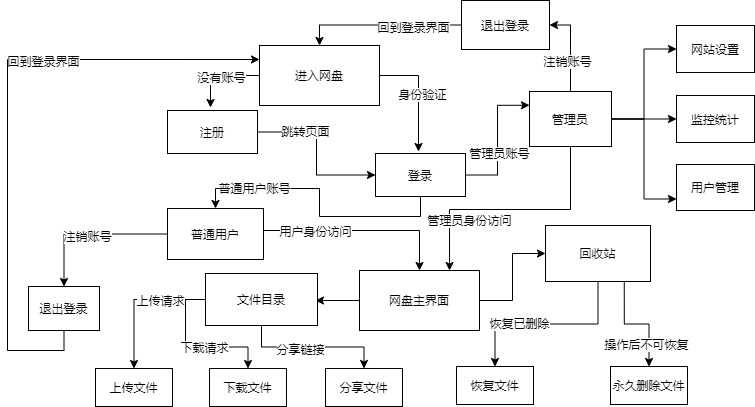 回到登录界面
退出登录
回到登录界面
进入网盘
注销账号
网站设置
没有账号
身份验证
注册
跳转页面
管理员
监控统计
管理员账号
登录
普通用户账号
用户管理
管理员身份访问
普通用户
用户身份访问
注销账号
回收站
退出登录
上传请求
文件目录
网盘主界面
恢复已删除
操作后不可恢复
下载请求
分享链接
上传文件
下载文件
分享文件
恢复文件
永久删除文件